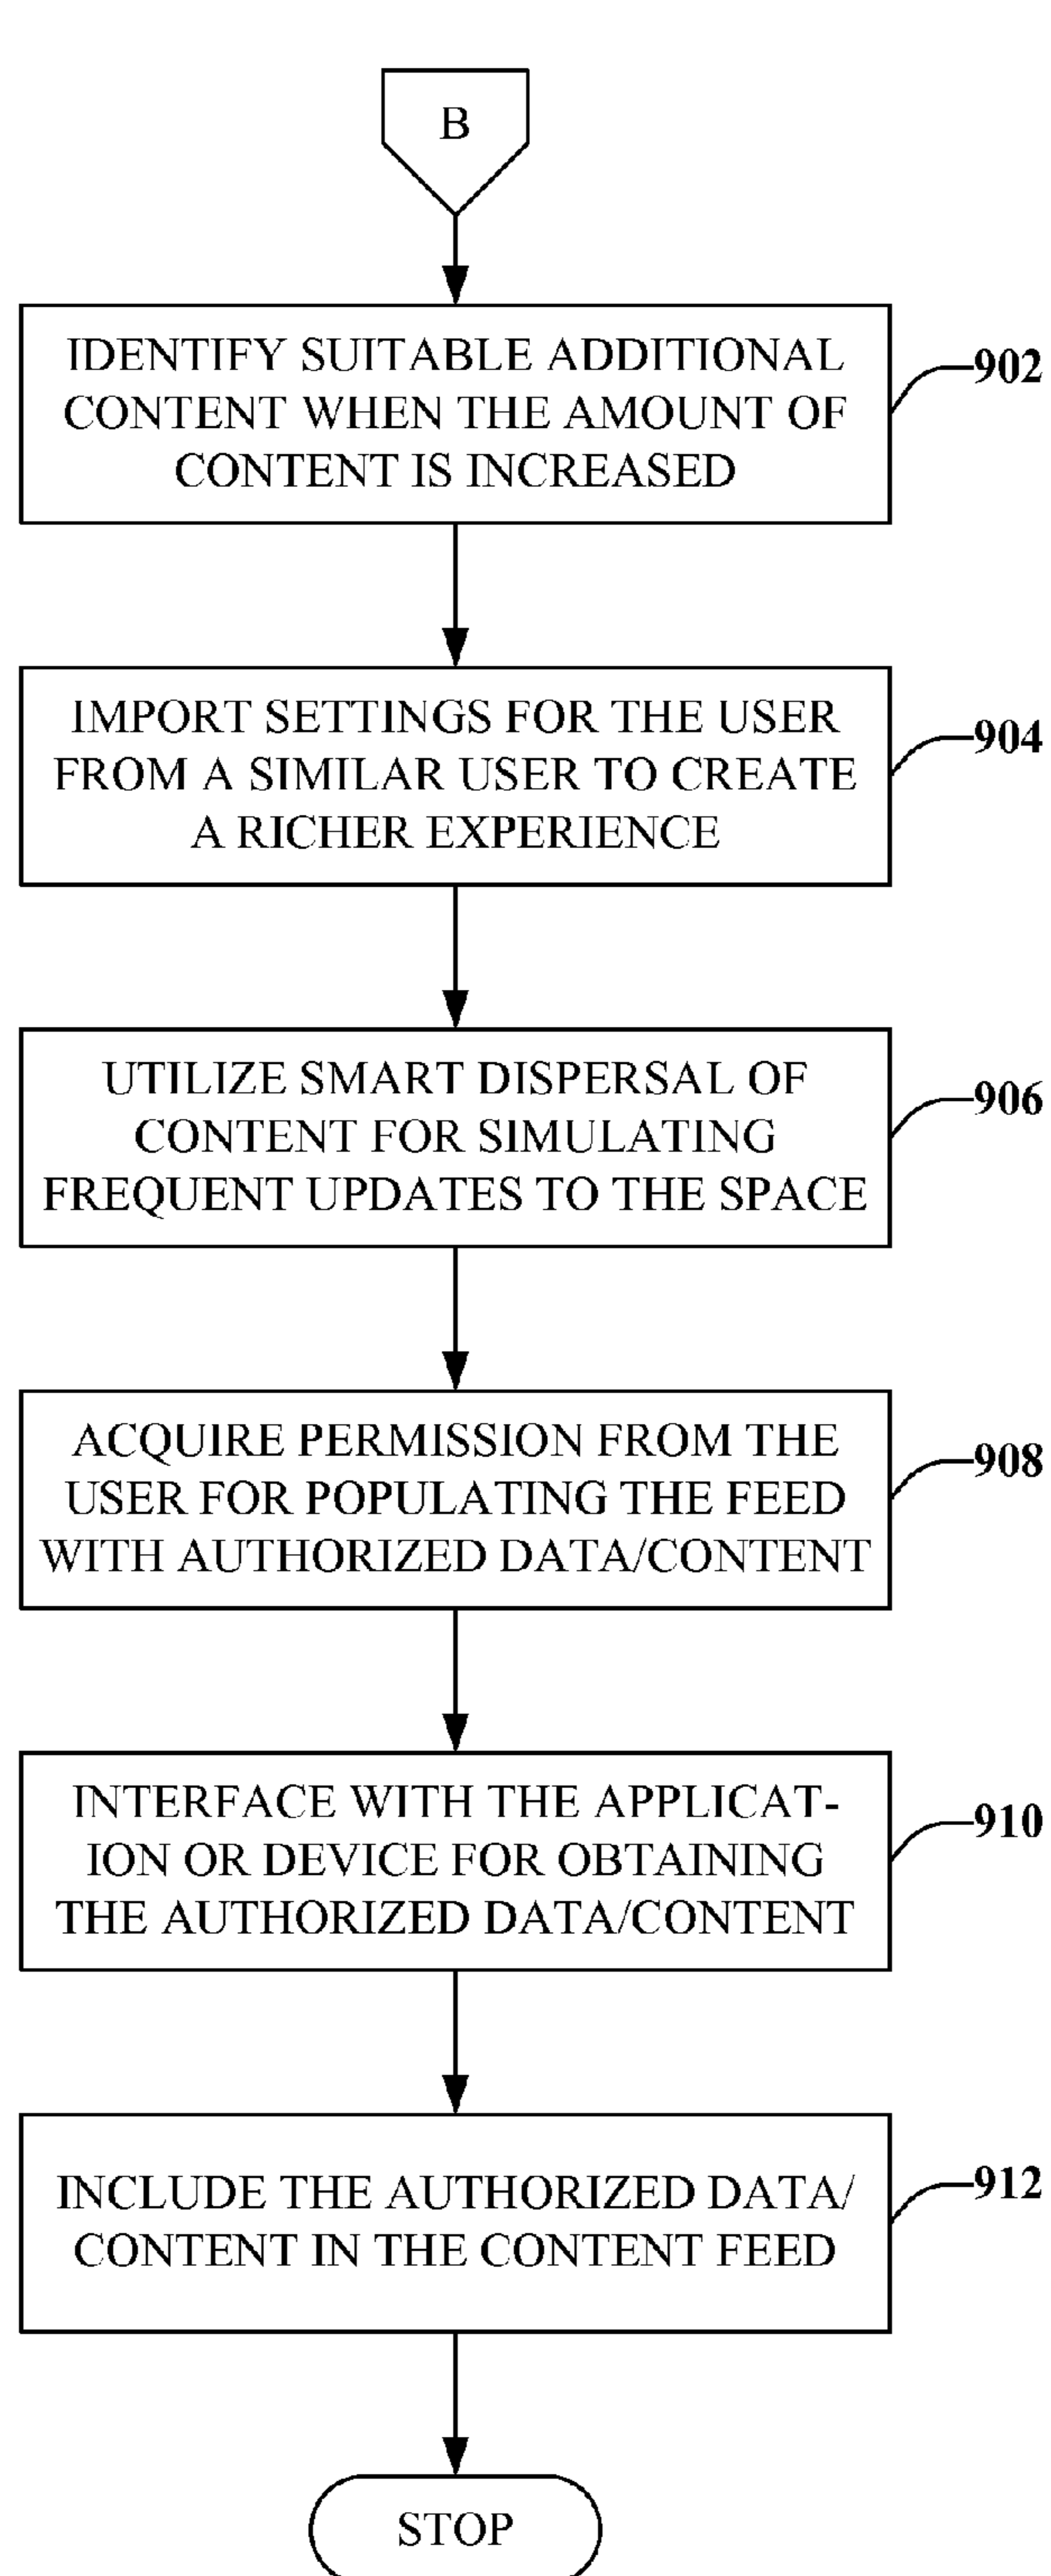 B
IDENTIFY SUITABLE ADDITIONAL
CONTENT WHEN THE AMOUNT OF
CONTENT IS INCREASED
902
IMPORT SETTINGS FOR THE USER
FROM A SIMILAR USER TO CREATE
A RICHER EXPERIENCE
904
UTILIZE SMART DISPERSAL OF
CONTENT FOR SIMULATING
FREQUENT UPDATES TO THE SPACE
906
ACQUIRE PERMISSION FROM THE
USER FOR POPULATING THE FEED
WITH AUTHORIZED DATA/CONTENT
908
INTERFACE WITH THE APPLICAT-
ION OR DEVICE FOR OBTAINING
THE AUTHORIZED DATA/CONTENT
910
INCLUDE THE AUTHORIZED DATA/
CONTENT IN THE CONTENT FEED
912
STOP